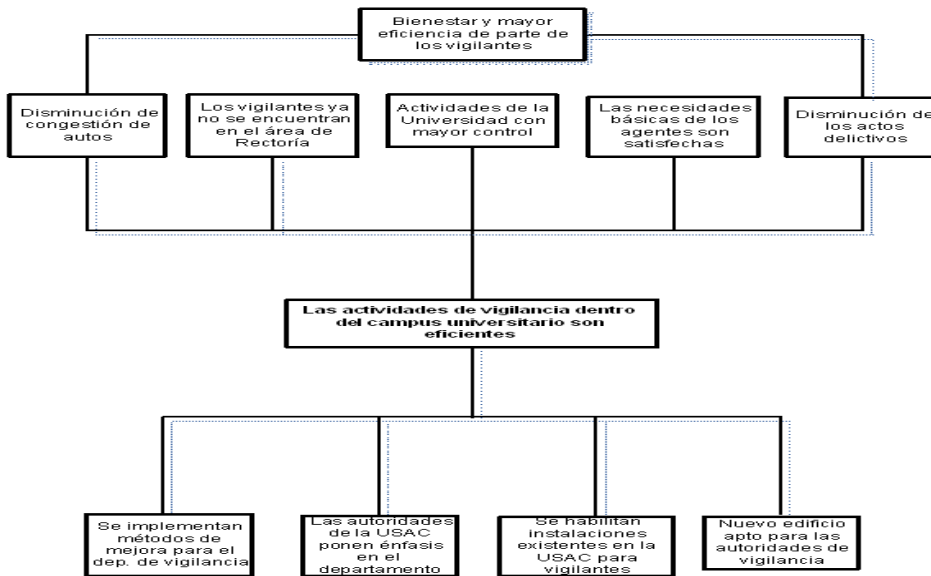 Bienestar y mayor
eficiencia de parte de
los vigilantes
Disminución de
congestión de
autos
Los vigilantes ya
no se encuentran
en el área de
Rectoría
Actividades de la
Universidad con
mayor control
Las necesidades
básicas de los
agentes son
satisfechas
Disminución de
los actos
delictivos
Las actividades de vigilancia dentro
del campus universitario son
eficientes
Se implementan
métodos de
mejora para el
dep. de vigilancia
Las autoridades
de la USAC
ponen énfasis
en el
departamento
Se habilitan
instalaciones
existentes en la
USAC para
vigilantes
Nuevo edificio
apto para las
autoridades de
vigilancia